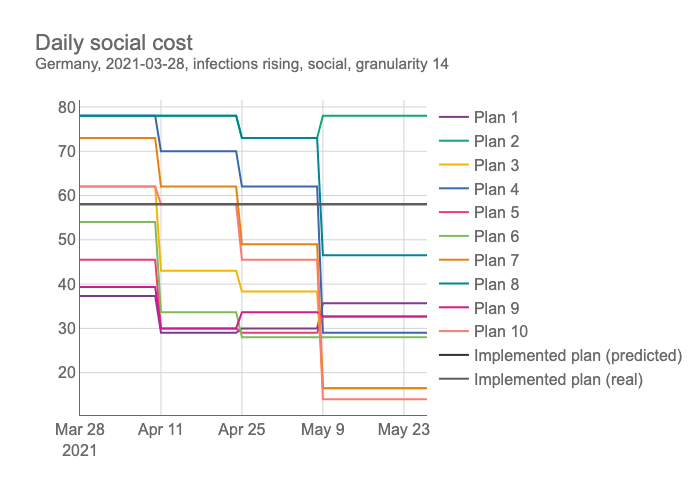 Daily social cost
Germany, 2021-03-28, infections rising, social, granularity 14
80
70
60
50
40
30
20
Mar 28
2021
Apr 11
Apr 25
May 9
May 23
Plan 1
Plan 2
Plan 3
Plan 4
Plan 5
Plan 6
Plan 7
Plan 8
Plan 9
Plan 10
Implemented plan (predicted)
Implemented plan (real)